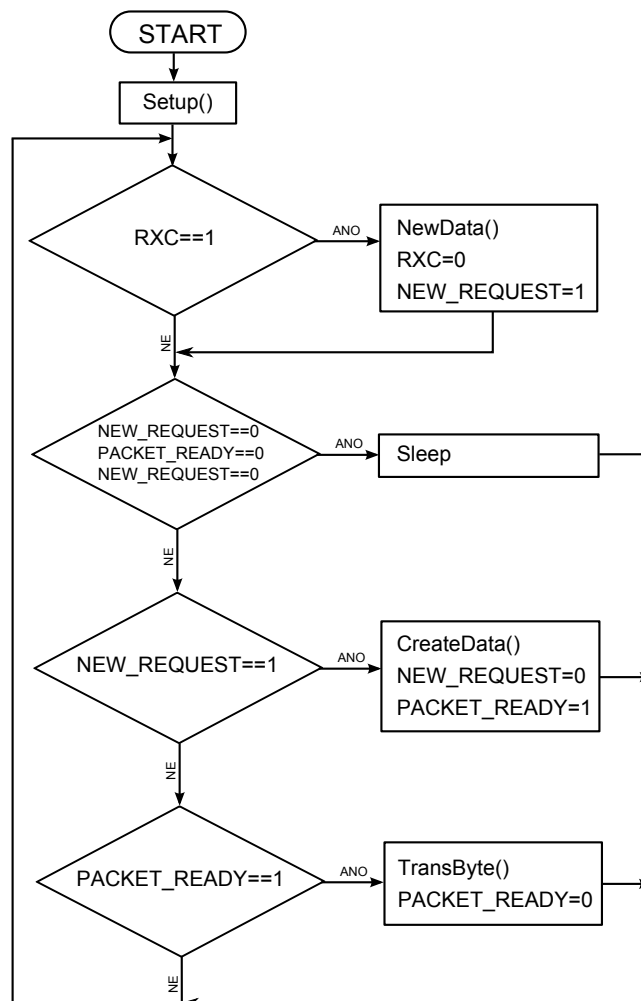 START
Setup()
RXC==1
ANO
NewData()
RXC=0
NEW_REQUEST=1
NE
NEW_REQUEST==0
PACKET_READY==0
NEW_REQUEST==0
ANO
Sleep
NE
NEW_REQUEST==1
ANO
CreateData()
NEW_REQUEST=0
PACKET_READY=1
NE
PACKET_READY==1
ANO
TransByte()
PACKET_READY=0
NE